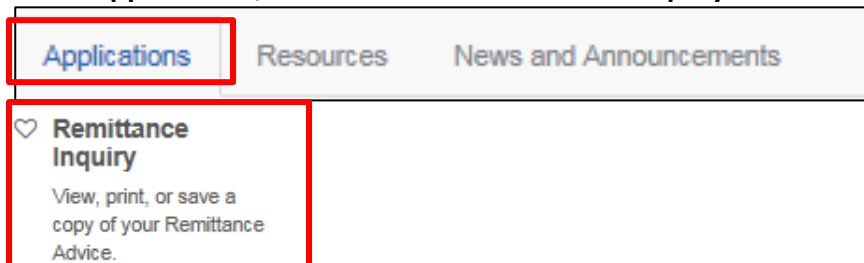 Applications Resources News and Announcements
Remittance
Inquiry
View, print, or save a
copy of your Remittance
Advice.